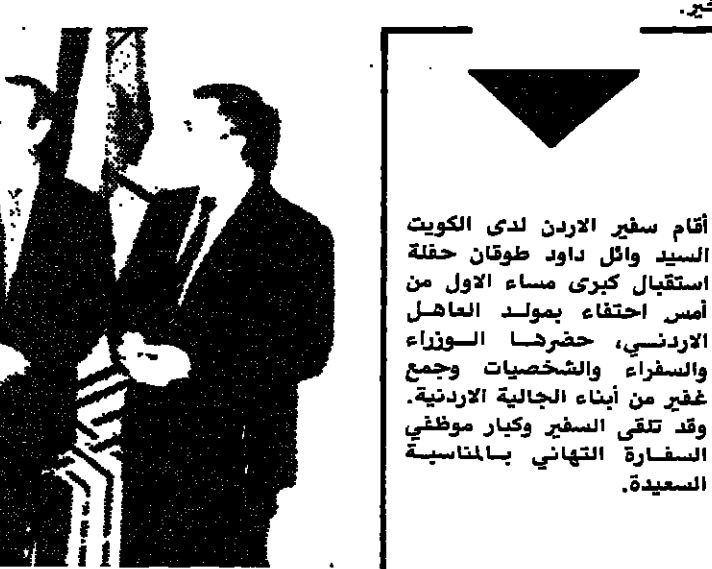 أقام سفير الاردن لدى الكويت
السيد وائل داود طوقان حفلة
استقبال كبرى مساء الاول من
أمس احتفاء بمولد العاهل
الاردنسي، حضرها الوزراء
والسفراء والشخصيات وجمع
غفير من أبناء الجالية الاردنية.
وقد تلقى السفير وكبار موظفي
السفارة التهاني بالمناسبة
السعيدة.